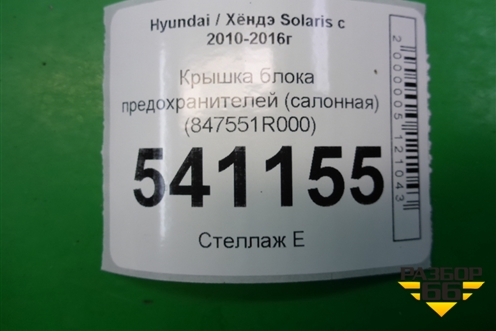 Hyundai / Хёндэ Solaris с
2010-2016г
Крышка блока
предохранителей (салонная)
(847551R000)
541155
Стеллаж Е
2000005121043
РАЗБОР
66